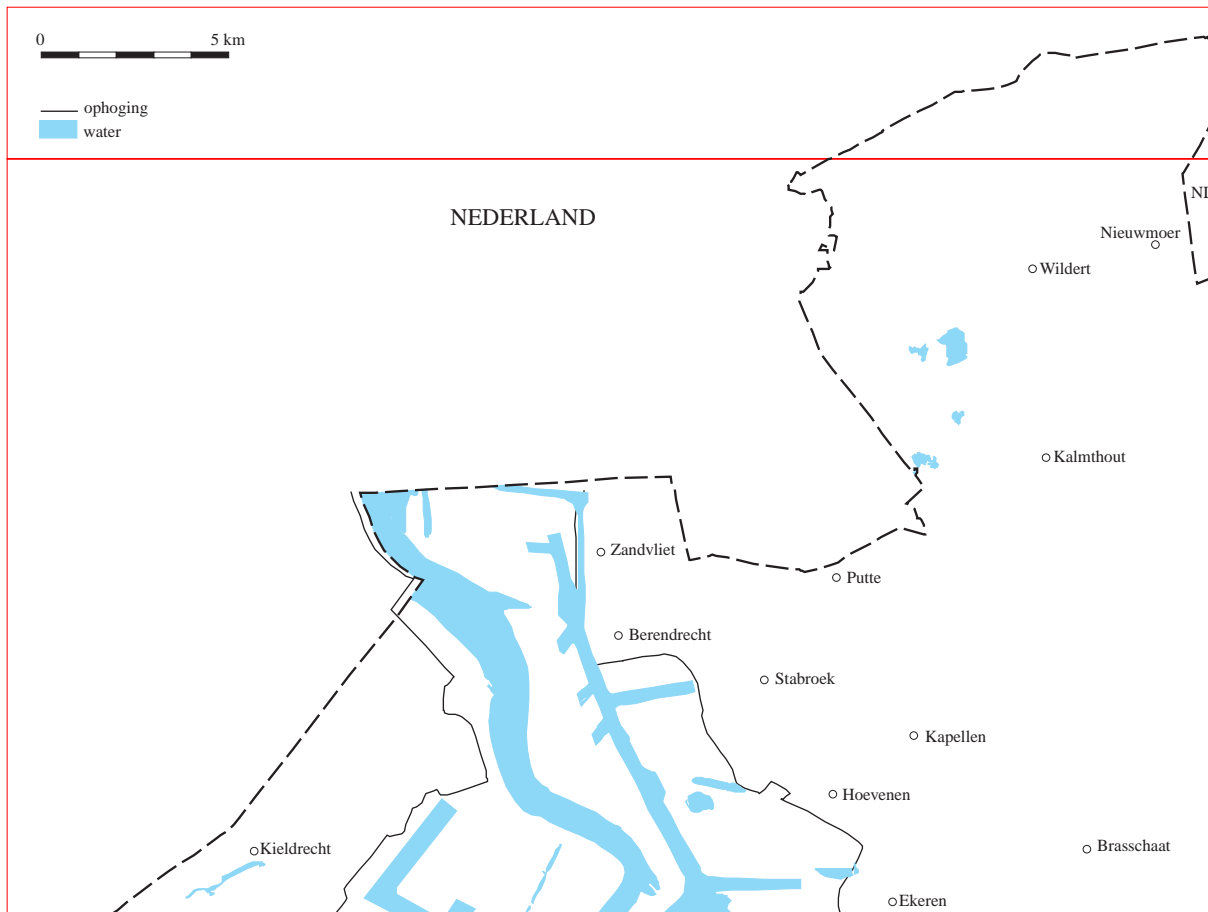 0 5 km
ophoging
water
NEDERLAND
Nieuwmoer
Wildert
Kalmthout
Zandvliet
Putte
Berendrecht
Stabroek
Kapellen
Hoevenen
Brasschaat
Kieldrecht
Ekeren